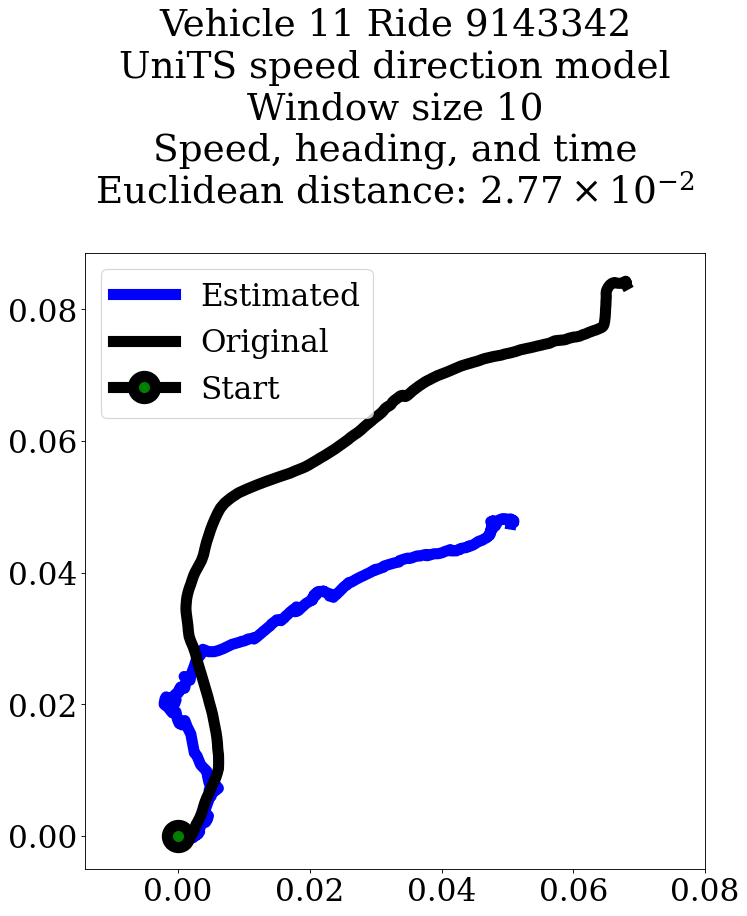 Vehicle 11 Ride 9143342
UniTS speed direction model
Window size 10
Speed, heading, and time
Euclidean distance: 2.77 × 10⁻²
Estimated
Original
Start
0.08
0.06
0.04
0.02
0.00
0.00 0.02 0.04 0.06 0.08